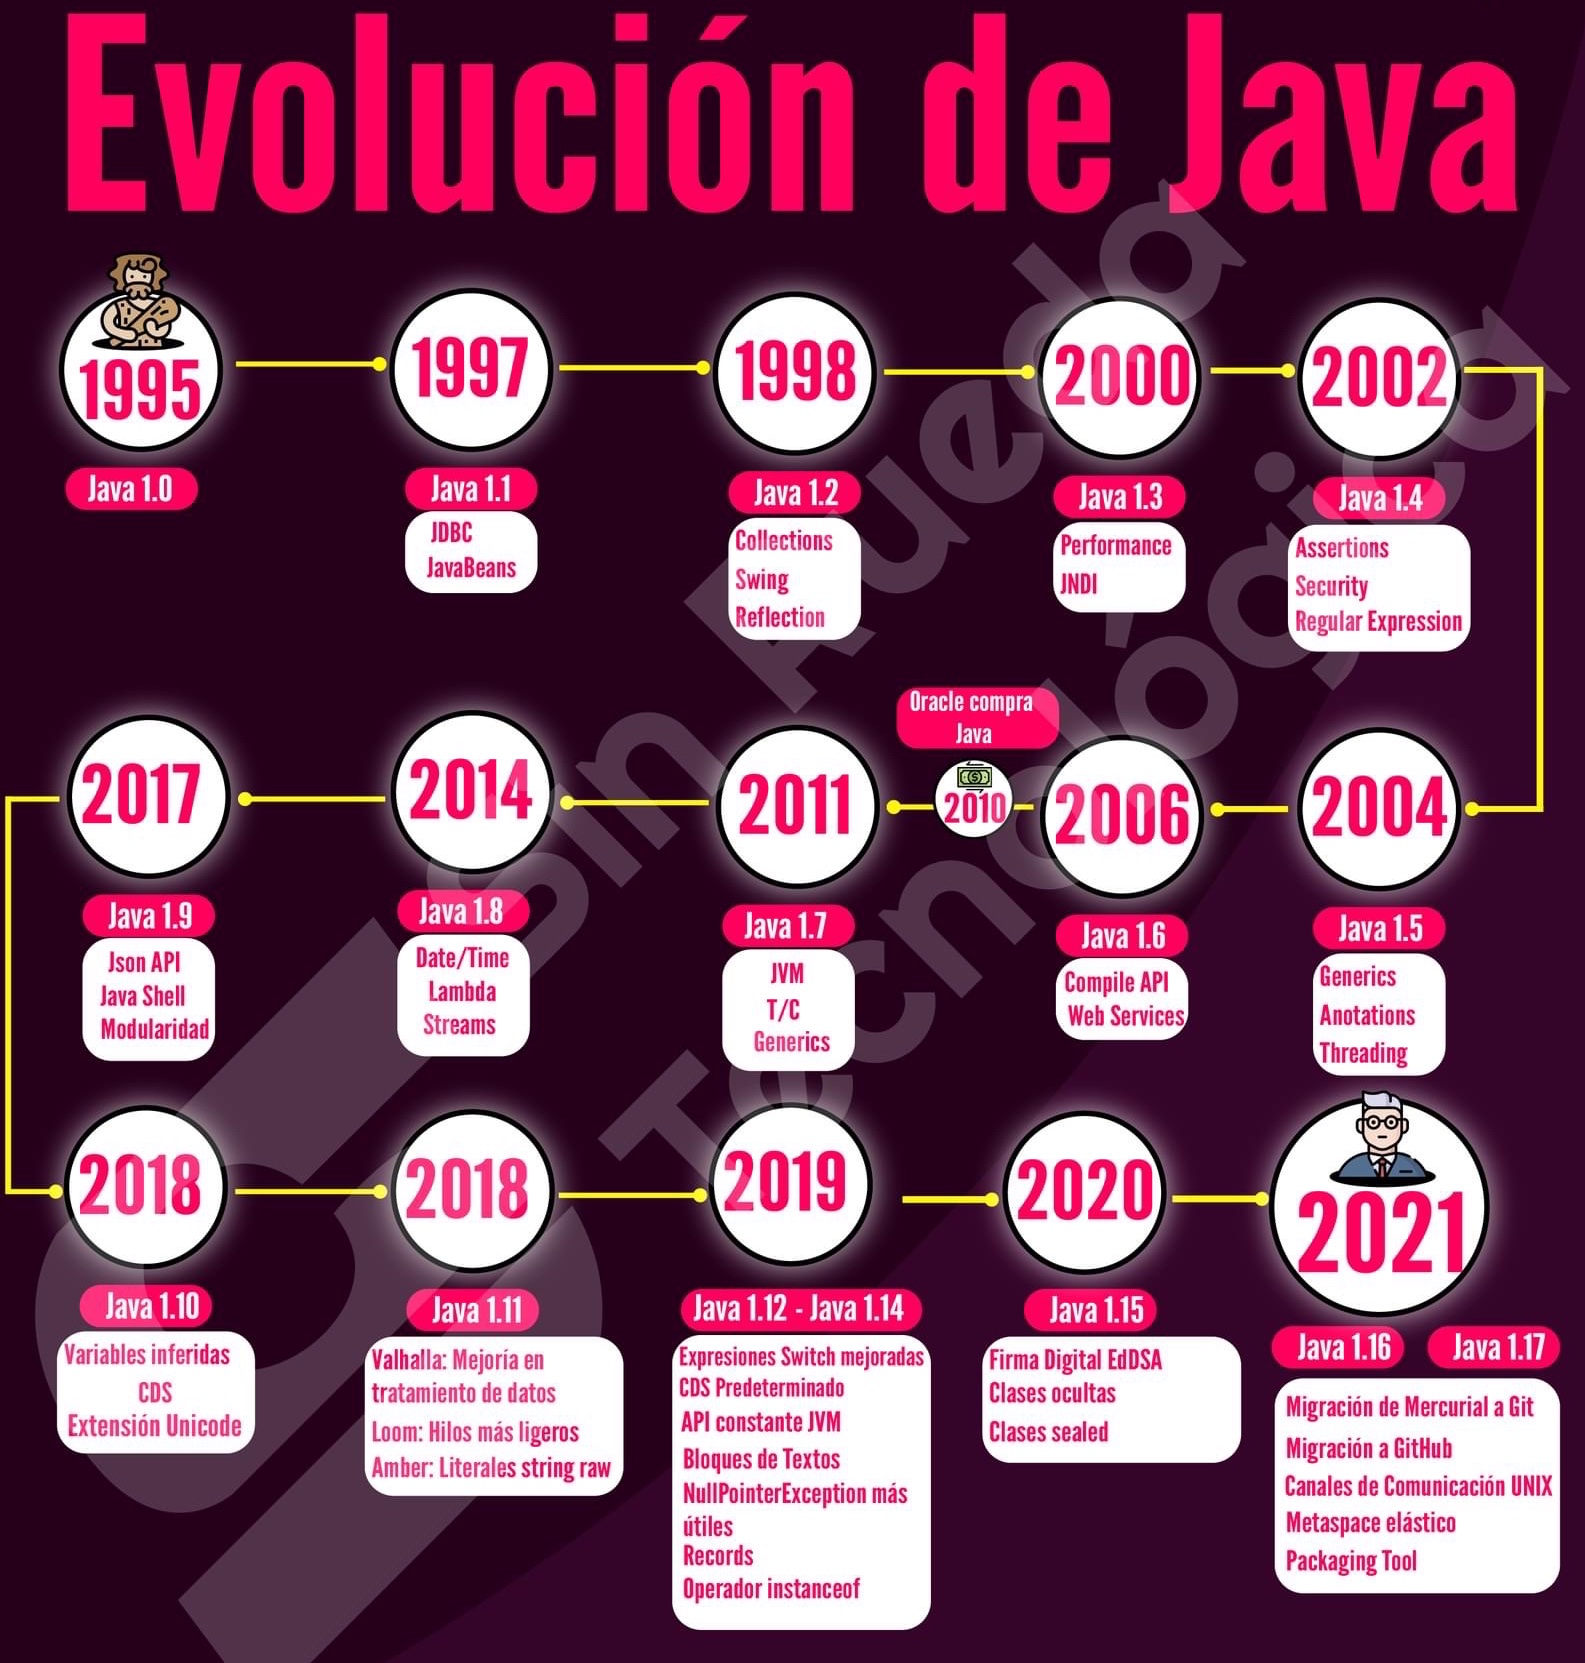 Evolución de Java
1995
1997
1998
2000
2002
Java 1.0
Java 1.1
JDBC
JavaBeans
Java 1.2
Collections
Swing
Reflection
Java 1.3
Performance
JNDI
Java 1.4
Assertions
Security
Regular Expression
2004
Java 1.5
Generics
Anotations
Threading
2006
Java 1.6
Compile API
Web Services
Oracle compra
Java
2010
2011
Java 1.7
JVM
T/C
Generics
2014
Java 1.8
Date/Time
Lambda
Streams
2017
Java 1.9
Json API
Java Shell
Modularidad
2018
Java 1.10
Variables inferidas
CDS
Extensión Unicode
2018
Java 1.11
Valhalla: Mejoría en
tratamiento de datos
Loom: Hilos más ligeros
Amber: Literales string raw
2019
Java 1.12 - Java 1.14
Expresiones Switch mejoradas
CDS Predeterminado
API constante JVM
Bloques de Textos
NullPointerException más
útiles
Records
Operador instanceof
2020
Java 1.15
Firma Digital EdDSA
Clases ocultas
Clases sealed
2021
Java 1.16
Java 1.17
Migración de Mercurial a Git
Migración a GitHub
Canales de Comunicación UNIX
Metaspace elástico
Packaging Tool
Sin Rueda
Tecnológica